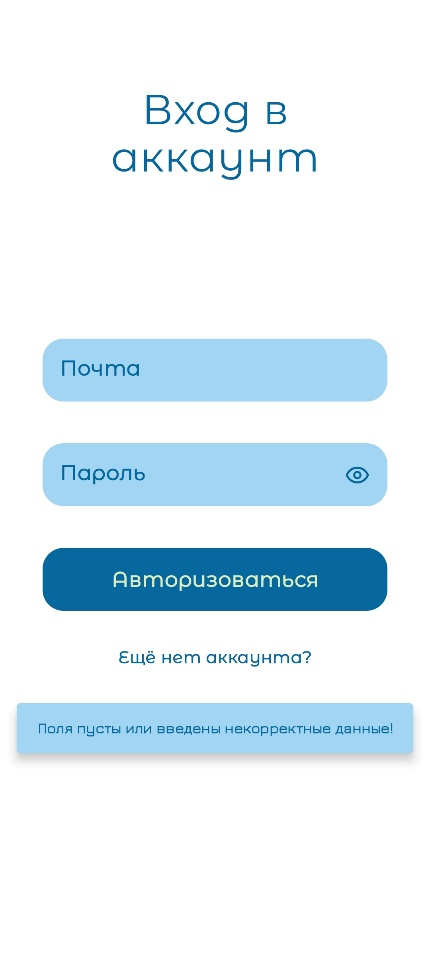 Вход в
аккаунт
Почта
Пароль
Авторизоваться
Ещё нет аккаунта?
Поля пусты или введены некорректные данные!